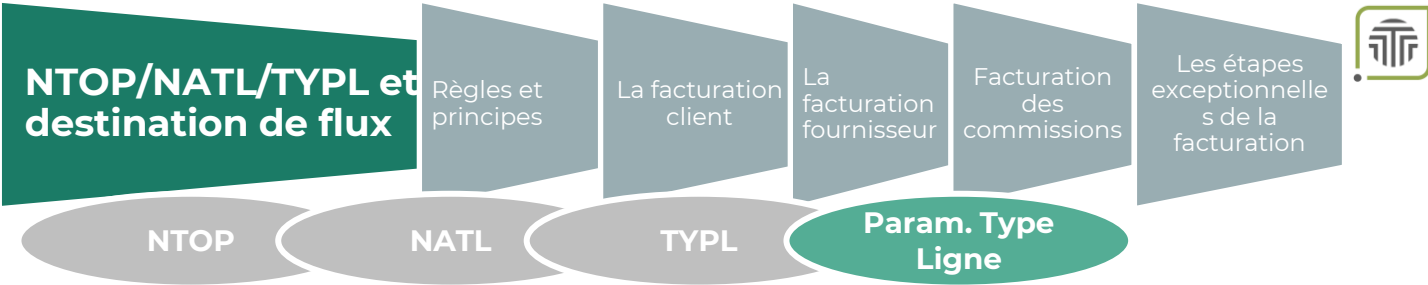 NTOP/NATL/TYPL et
destination de flux
Règles et
principes
La facturation
client
La
facturation
fournisseur
Facturation
des
commissions
Les étapes
exceptionnelle
s de la
facturation
NTOP
NATL
TYPL
Param. Type
Ligne